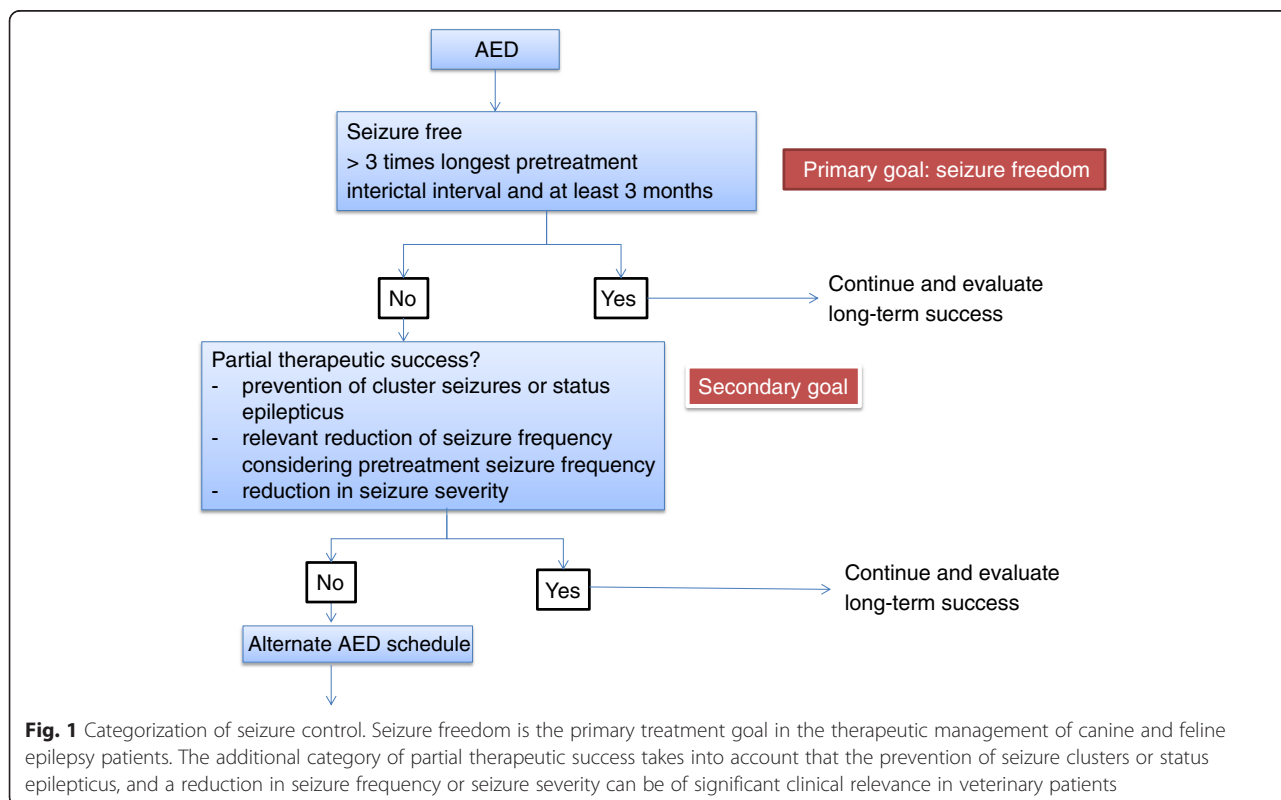 AED
Seizure free
> 3 times longest pretreatment
interictal interval and at least 3 months
Primary goal: seizure freedom
No
Yes
Continue and evaluate
long-term success
Partial therapeutic success?
- prevention of cluster seizures or status
epilepticus
- relevant reduction of seizure frequency
considering pretreatment seizure frequency
- reduction in seizure severity
Secondary goal
No
Yes
Continue and evaluate
long-term success
Alternate AED schedule
Fig. 1 Categorization of seizure control. Seizure freedom is the primary treatment goal in the therapeutic management of canine and feline
epilepsy patients. The additional category of partial therapeutic success takes into account that the prevention of seizure clusters or status
epilepticus, and a reduction in seizure frequency or seizure severity can be of significant clinical relevance in veterinary patients